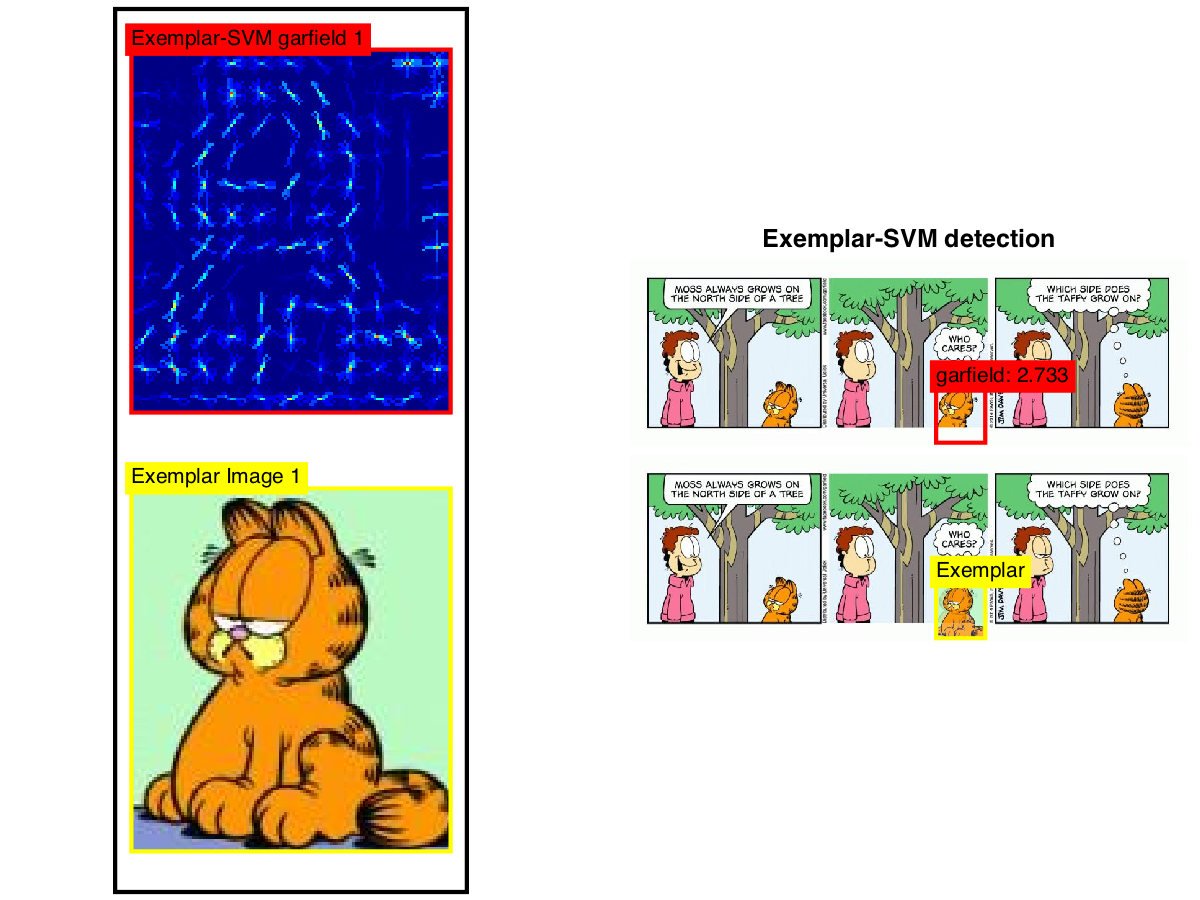 Exemplar-SVM garfield 1
Exemplar Image 1
Exemplar-SVM detection
MOSS ALWAYS GROWS ON
THE NORTH SIDE OF A TREE
WHO
CARES?
WHICH SIDE DOES
THE TAFFY GROW ON?
garfield: 2.733
MOSS ALWAYS GROWS ON
THE NORTH SIDE OF A TREE
WHO
CARES?
WHICH SIDE DOES
THE TAFFY GROW ON?
Exemplar